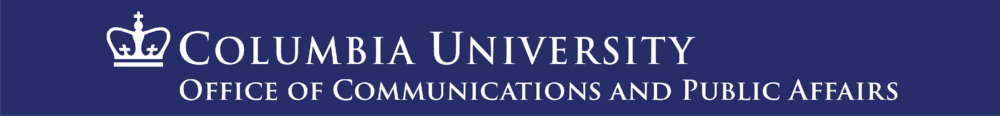 Columbia University
Office of Communications and Public Affairs